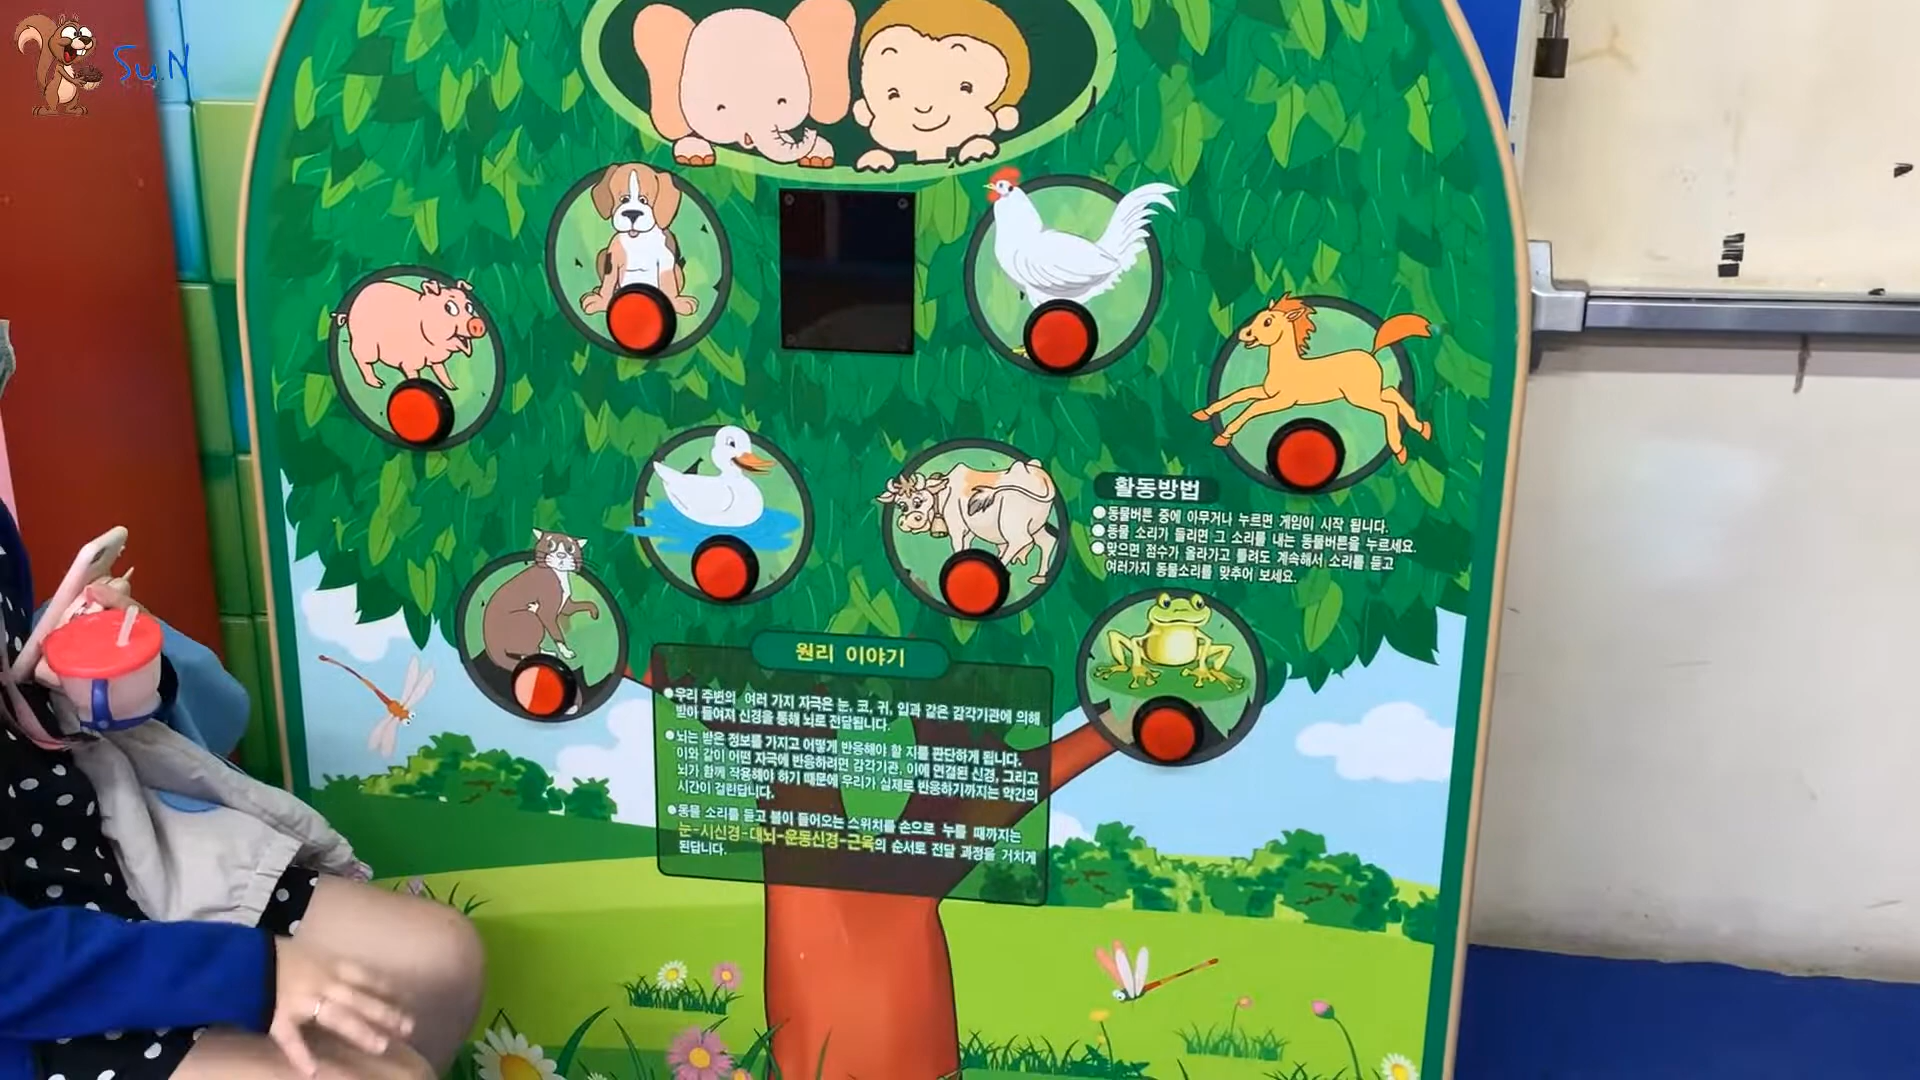 Su.N
활동방법
●동물버튼 중에 아무거나 누르면 게임이 시작 됩니다.
●동물 소리가 들리면 그 소리를 내는 동물버튼을 누르세요.
●맞으면 점수가 올라가고 틀려도 계속해서 소리를 듣고
여러가지 동물소리를 맞추어 보세요.
원리 이야기
●우리 주변의 여러 가지 자극은 눈, 코, 귀, 입과 같은 감각기관에 의해
받아 들여져 신경을 통해 뇌로 전달됩니다.
●뇌는 받은 정보를 가지고 어떻게 반응해야 할 지를 판단하게 됩니다.
이와 같이 어떤 자극에 반응하려면 감각기관, 이에 연결된 신경, 그리고
뇌가 함께 작용해야 하기 때문에 우리가 실제로 반응하기까지는 약간의
시간이 걸린답니다.
●동물 소리를 듣고 불이 들어오는 스위치를 손으로 누를 때까지는
눈-시신경-대뇌-운동신경-근육의 순서로 전달 과정을 거치게
된답니다.